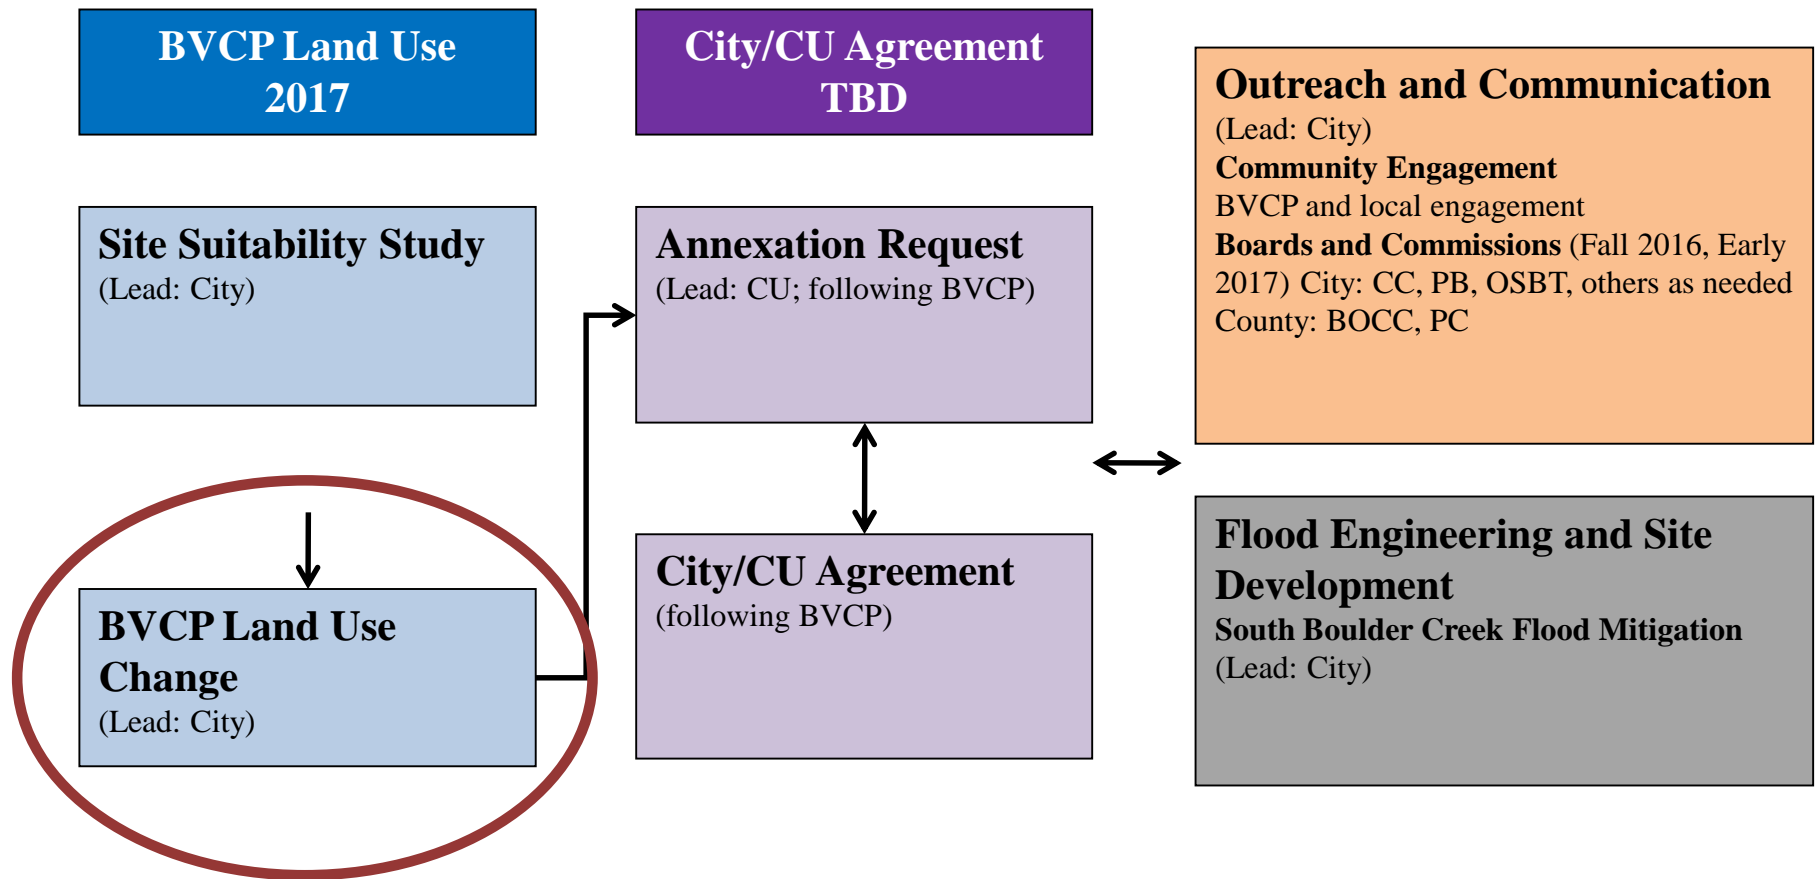 BVCP Land Use
2017
City/CU Agreement
TBD
Site Suitability Study
(Lead: City)
BVCP Land Use
Change
(Lead: City)
Annexation Request
(Lead: CU; following BVCP)
City/CU Agreement
(following BVCP)
Outreach and Communication
(Lead: City)
Community Engagement
BVCP and local engagement
Boards and Commissions (Fall 2016, Early
2017) City: CC, PB, OSBT, others as needed
County: BOCC, PC
Flood Engineering and Site
Development
South Boulder Creek Flood Mitigation
(Lead: City)